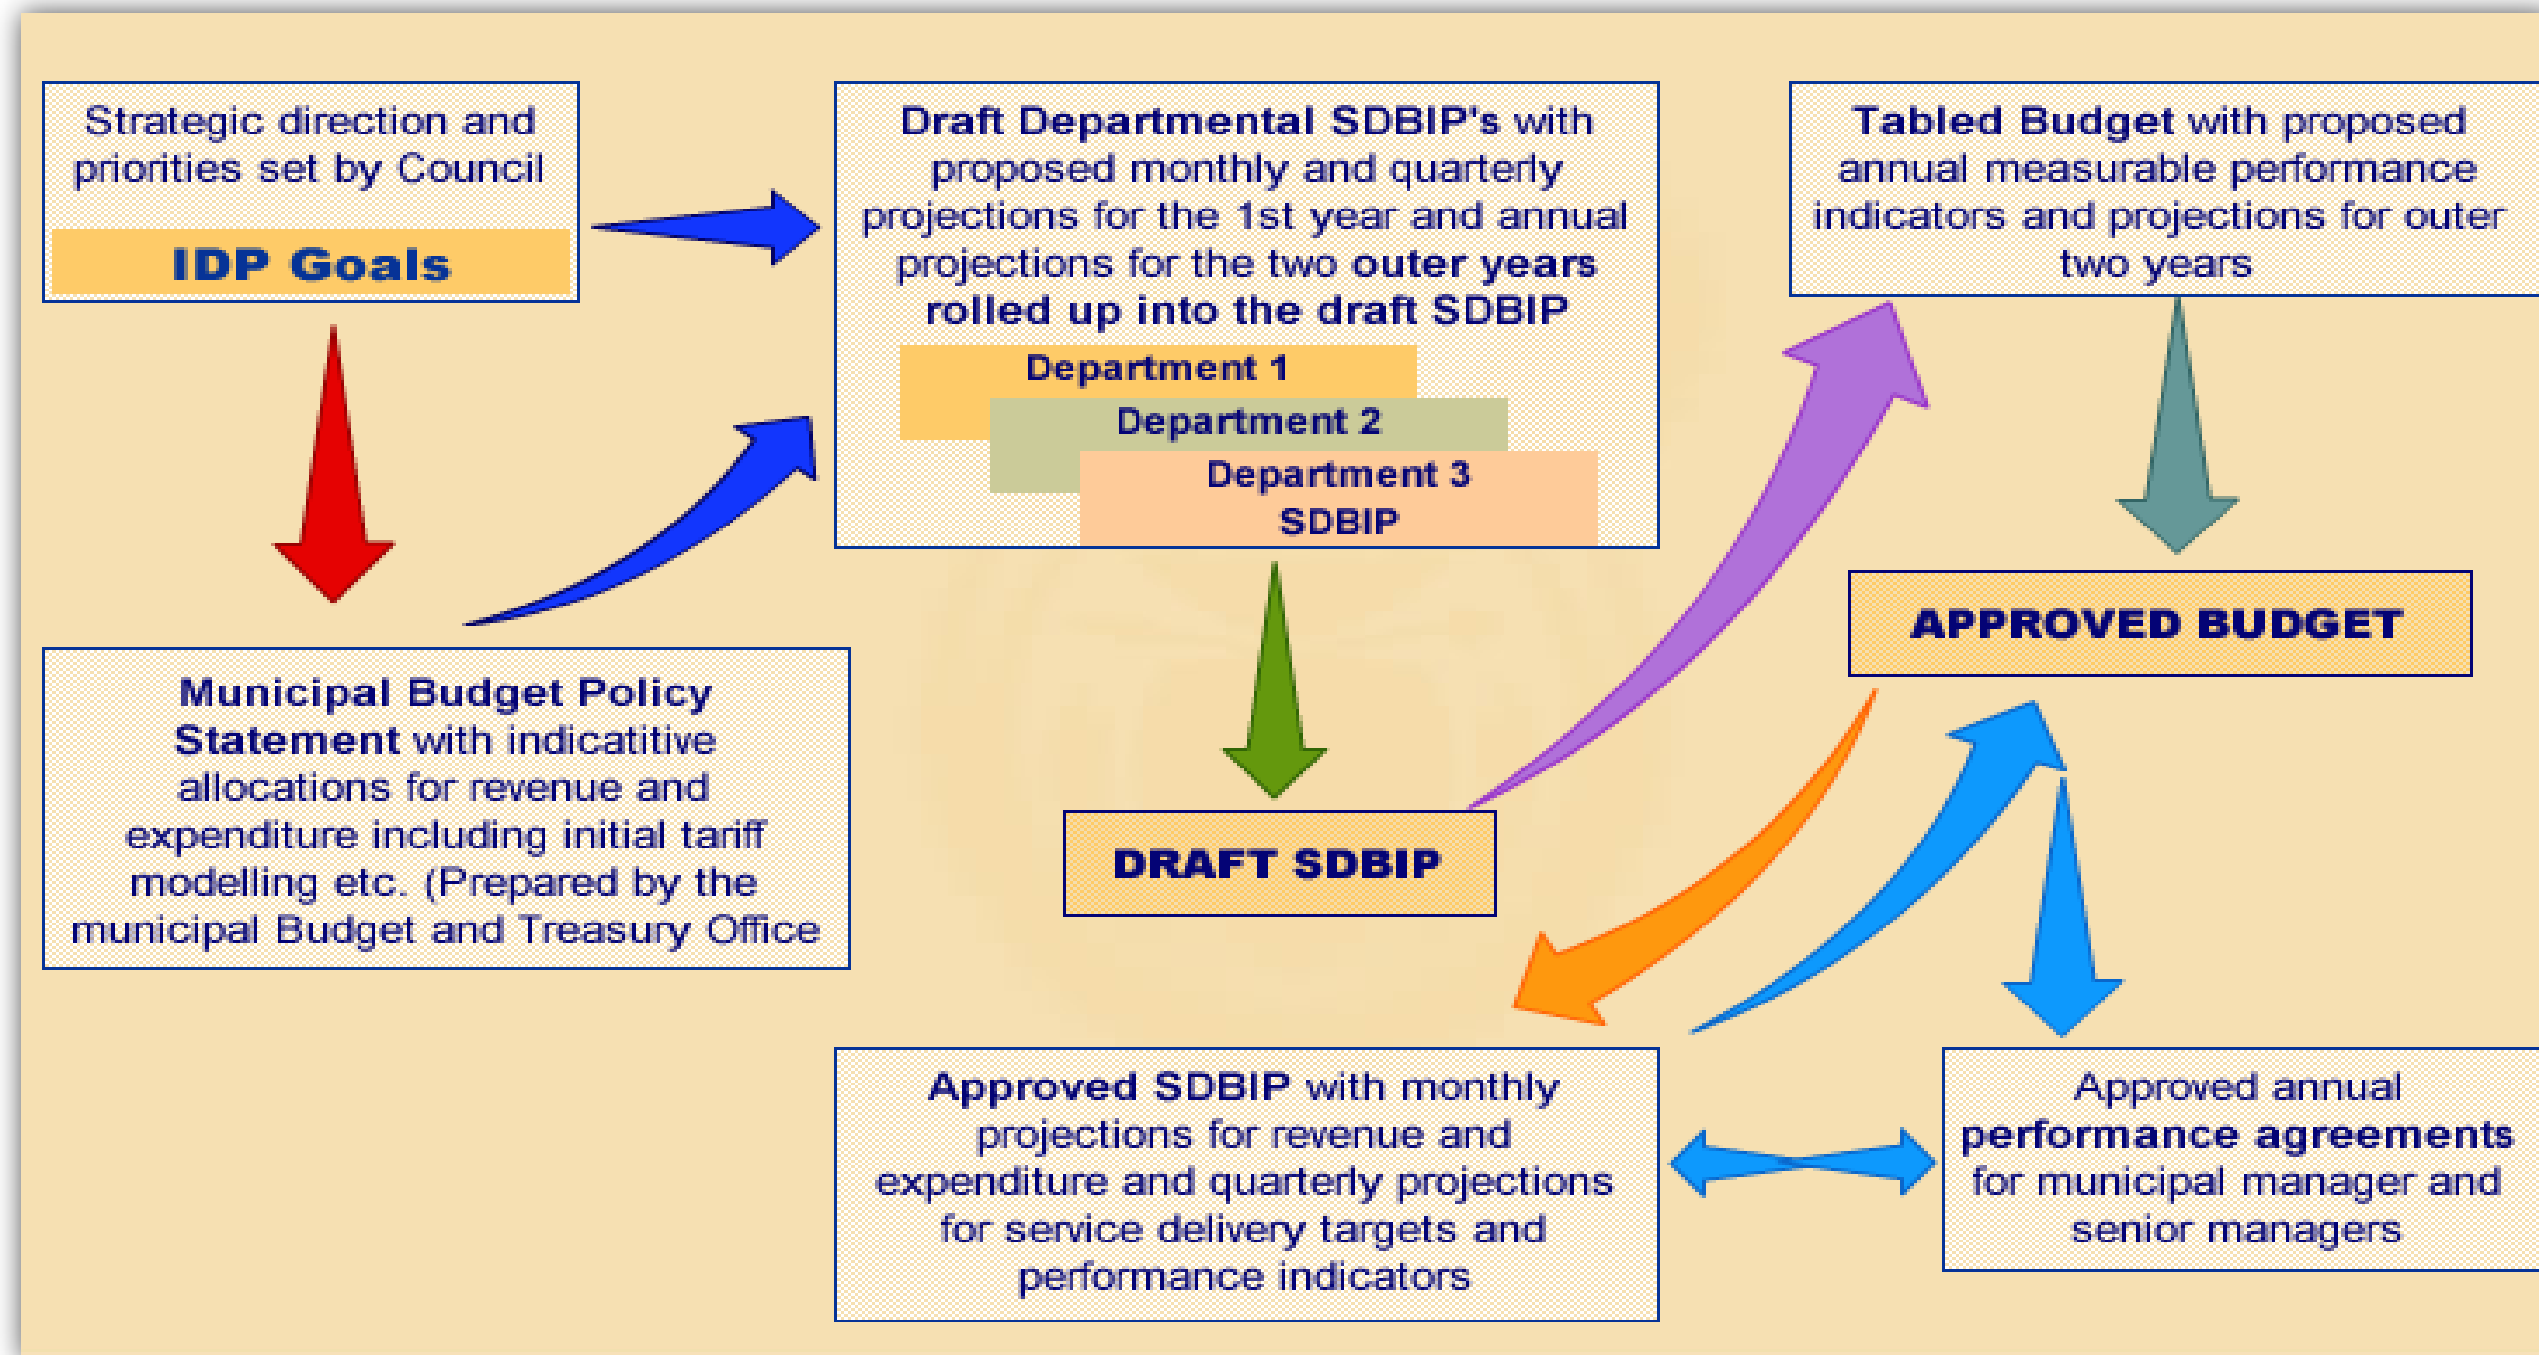 Strategic direction and
priorities set by Council
IDP Goals
Draft Departmental SDBIP's with
proposed monthly and quarterly
projections for the 1st year and annual
projections for the two outer years
rolled up into the draft SDBIP
Department 1
Department 2
Department 3
SDBIP
Tabled Budget with proposed
annual measurable performance
indicators and projections for outer
two years
Municipal Budget Policy
Statement with indicatitive
allocations for revenue and
expenditure including initial tariff
modelling etc. (Prepared by the
municipal Budget and Treasury Office
DRAFT SDBIP
APPROVED BUDGET
Approved SDBIP with monthly
projections for revenue and
expenditure and quarterly projections
for service delivery targets and
performance indicators
Approved annual
performance agreements
for municipal manager and
senior managers